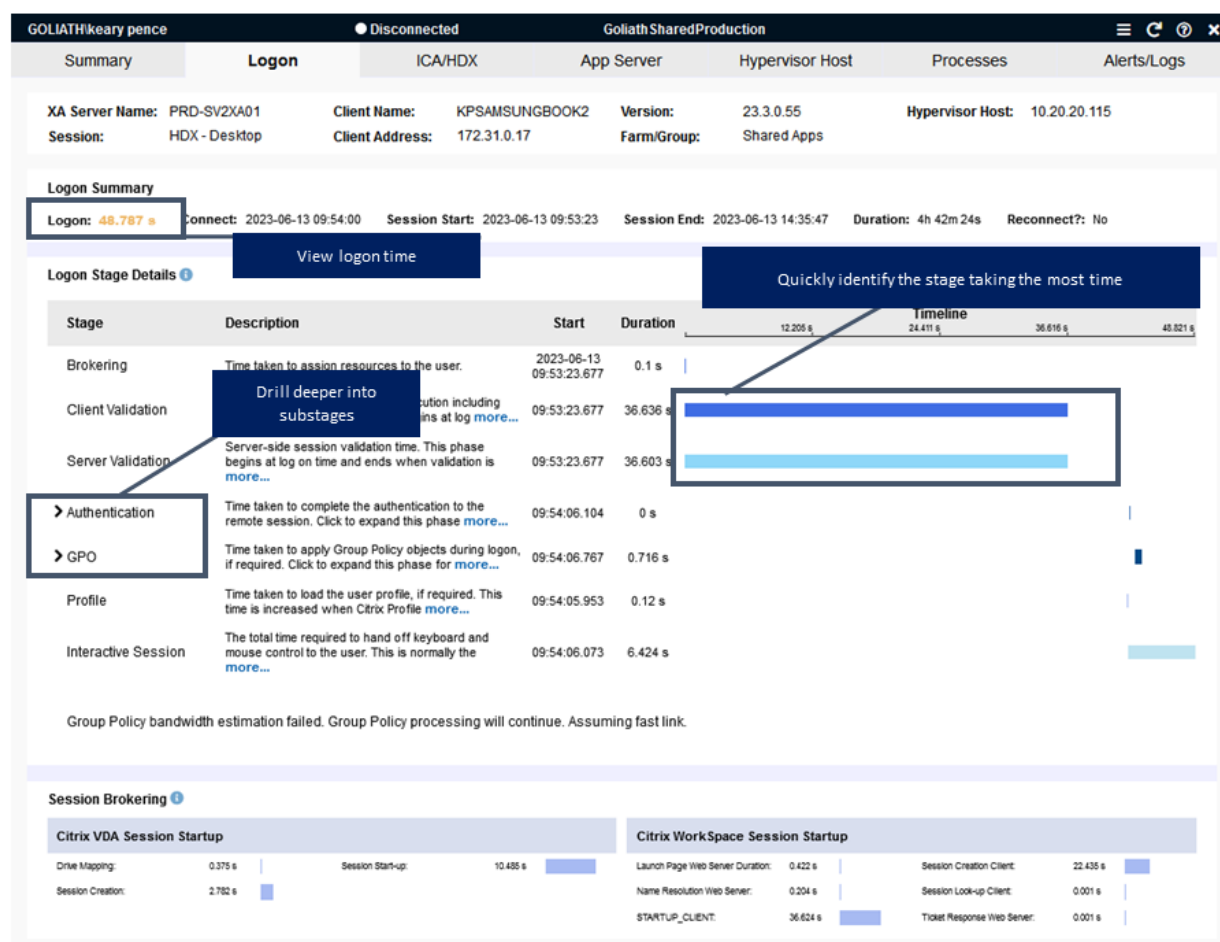 GOLIATH\keary pence Disconnected GoliathSharedProduction
Summary Logon ICA/HDX App Server Hypervisor Host Processes Alerts/Logs
XA Server Name: PRD-SV2XA01 Client Name: KPSAMSUNGBOOK2 Version: 23.3.0.55 Hypervisor Host: 10.20.20.115
Session: HDX - Desktop Client Address: 172.31.0.17 Farm/Group: Shared Apps
Logon Summary
Logon: 48.787 s Connect: 2023-06-13 09:54:00 Session Start: 2023-06-13 09:53:23 Session End: 2023-06-13 14:35:47 Duration: 4h 42m 24s Reconnect?: No
View logon time
Logon Stage Details
Quickly identify the stage taking the most time
Stage Description Start Duration Timeline
12.205 s 24.411 s 36.616 s 48.821 s
Brokering Time taken to assign resources to the user. 2023-06-13 09:53:23.677 0.1 s
Drill deeper into
substages
Client Validation cution including
ins at log more... 09:53:23.677 36.636 s
Server Validation Server-side session validation time. This phase
begins at log on time and ends when validation is
more... 09:53:23.677 36.603 s
Authentication Time taken to complete the authentication to the
remote session. Click to expand this phase more... 09:54:06.104 0 s
GPO Time taken to apply Group Policy objects during logon,
if required. Click to expand this phase for more... 09:54:06.767 0.716 s
Profile Time taken to load the user profile, if required. This
time is increased when Citrix Profile more... 09:54:05.953 0.12 s
Interactive Session The total time required to hand off keyboard and
mouse control to the user. This is normally the
more... 09:54:06.073 6.424 s
Group Policy bandwidth estimation failed. Group Policy processing will continue. Assuming fast link.
Session Brokering
Citrix VDA Session Startup Citrix WorkSpace Session Startup
Drive Mapping: 0.375 s Session Start-up: 10.485 s Launch Page Web Server Duration: 0.422 s Session Creation Client: 22.435 s
Session Creation: 2.782 s Name Resolution Web Server: 0.204 s Session Look-up Client: 0.001 s
STARTUP_CLIENT: 36.624 s Ticket Response Web Server: 0.001 s